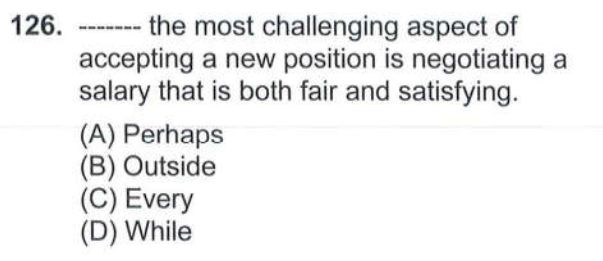 126. ------- the most challenging aspect of
accepting a new position is negotiating a
salary that is both fair and satisfying.
(A) Perhaps
(B) Outside
(C) Every
(D) While